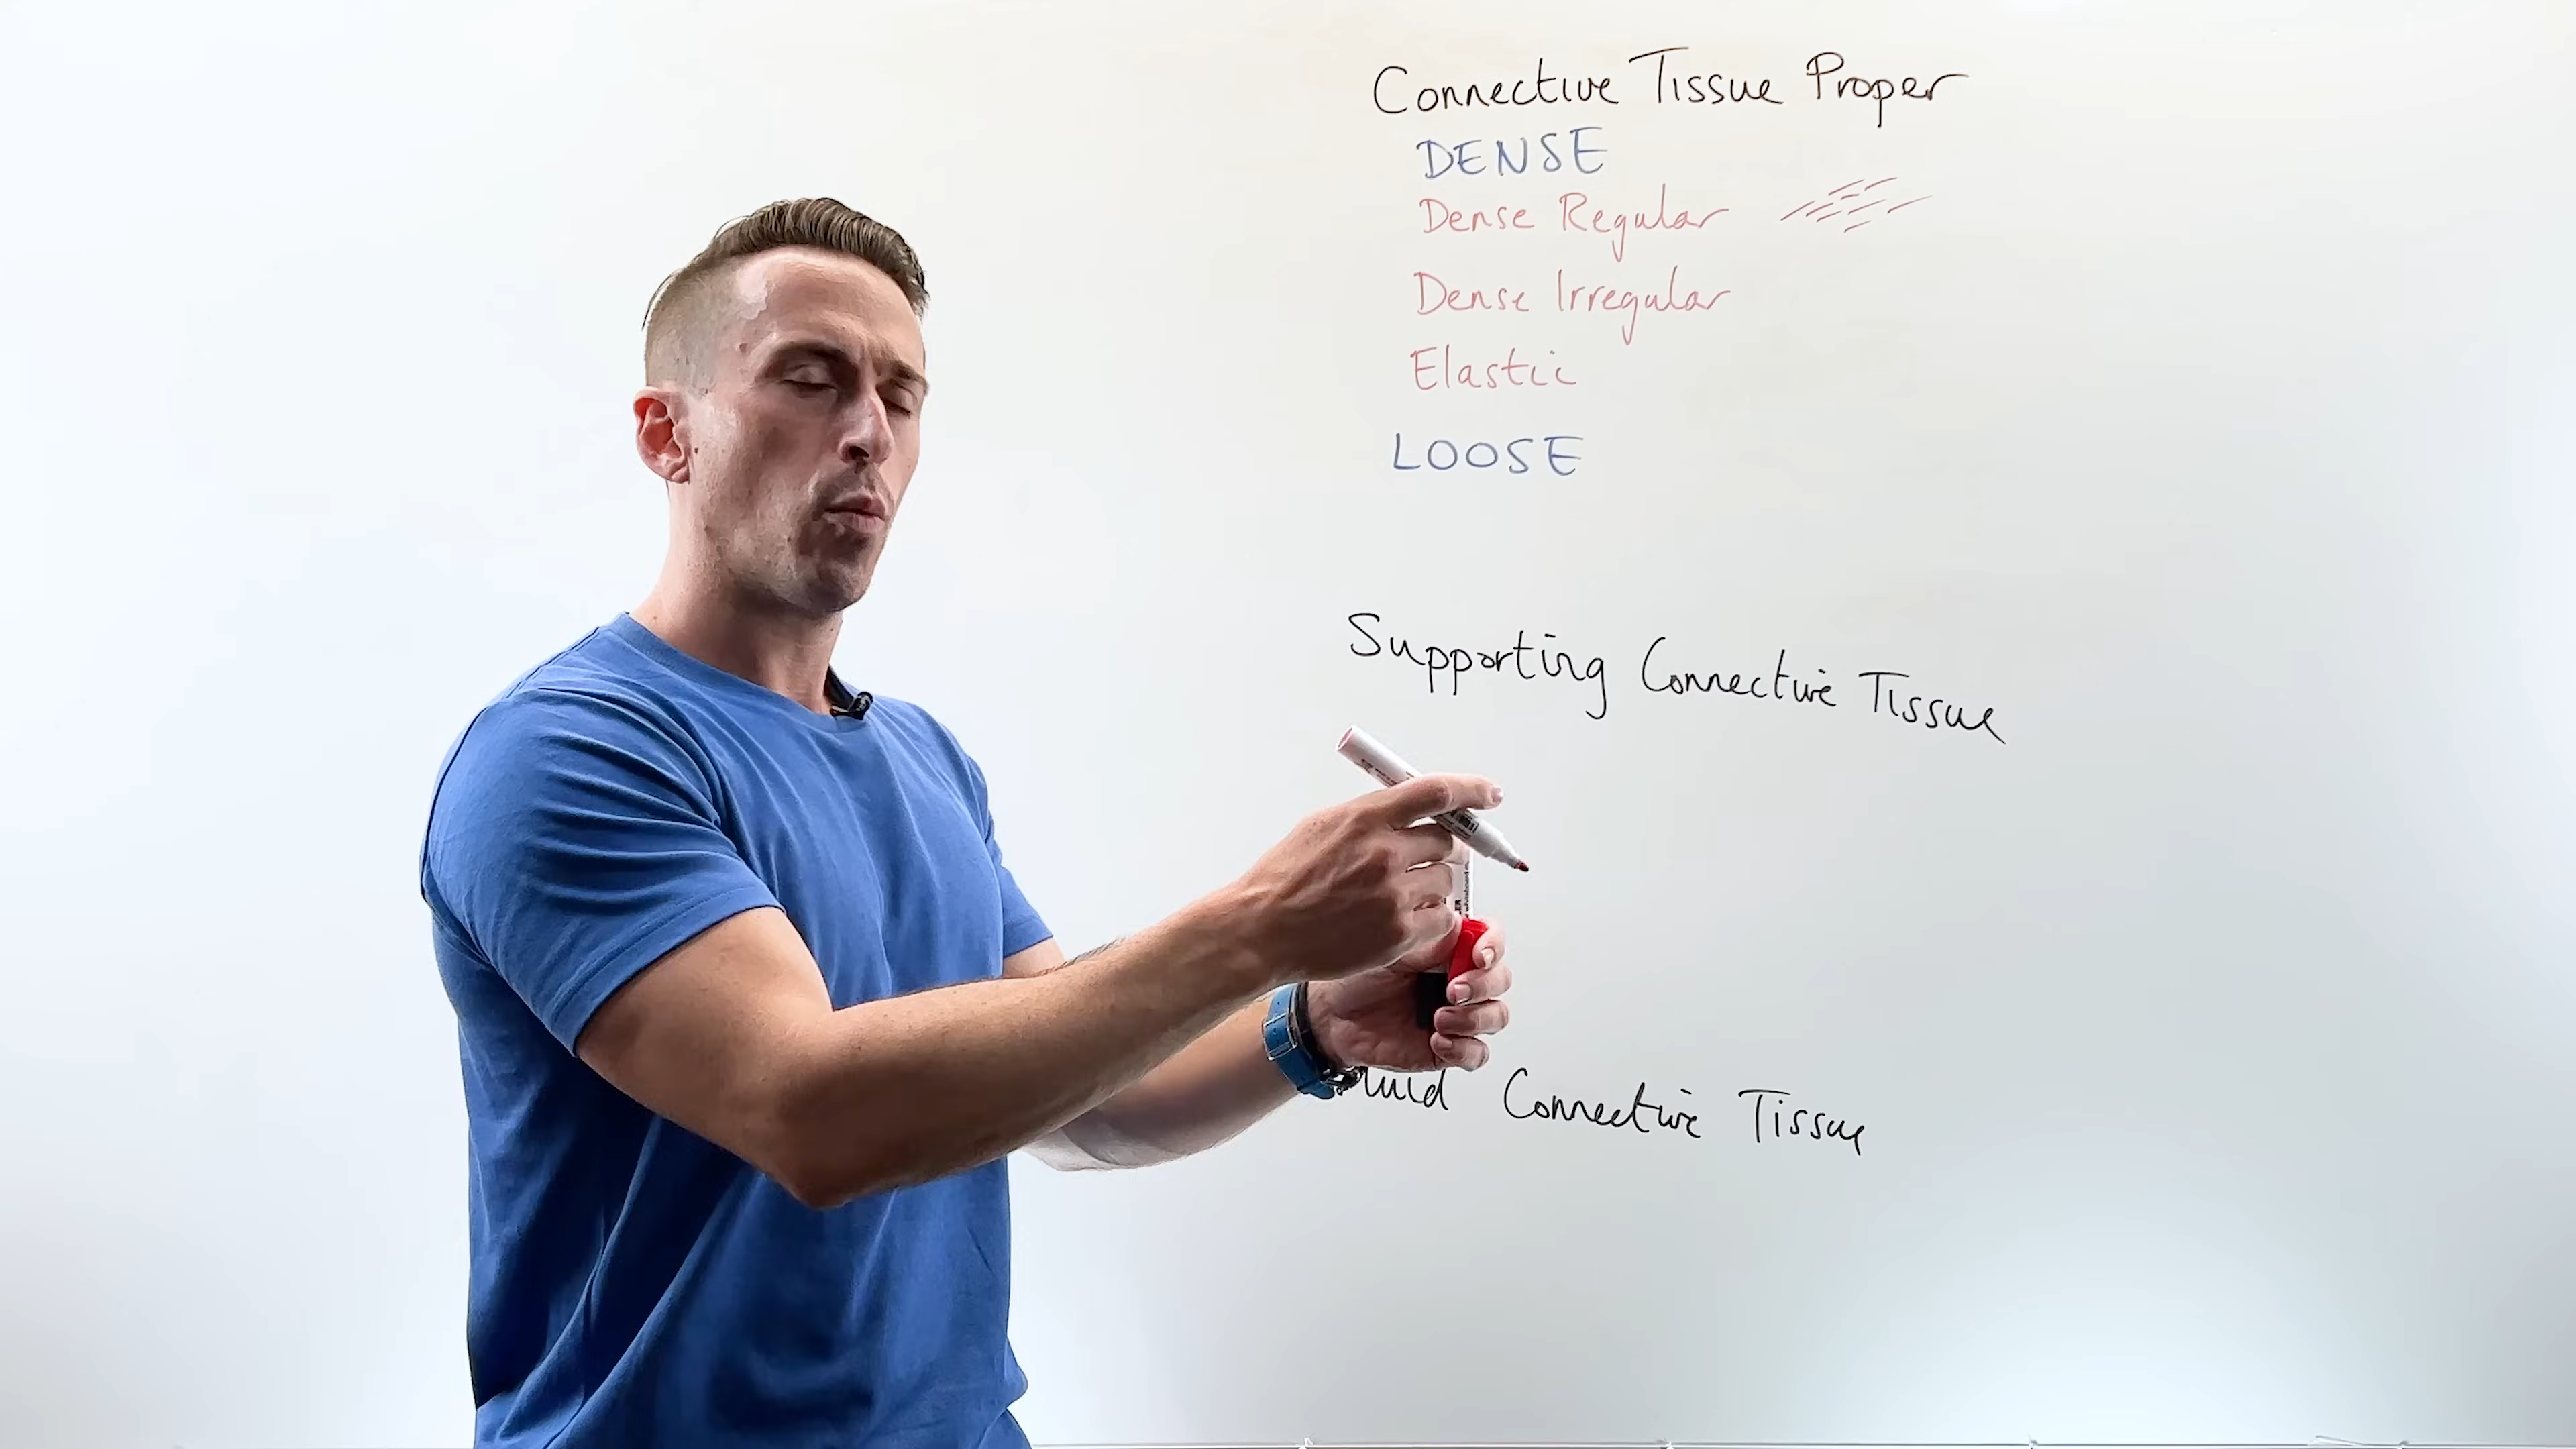 Connective Tissue Proper
DENSE
Dense Regular
Dense Irregular
Elastic
LOOSE
Supporting Connective Tissue
Connective Tissue